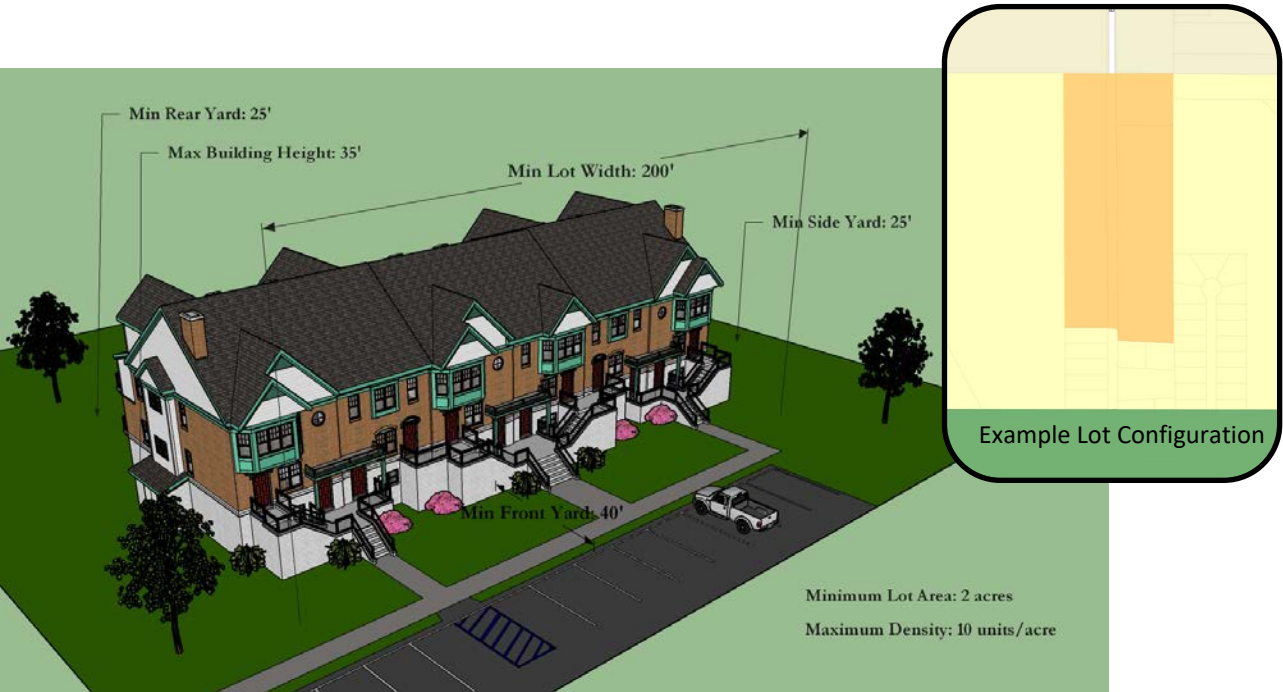 Min Rear Yard: 25'
Max Building Height: 35'
Min Lot Width: 200'
Min Side Yard: 25'
Min Front Yard: 40'
Minimum Lot Area: 2 acres
Maximum Density: 10 units/acre
Example Lot Configuration